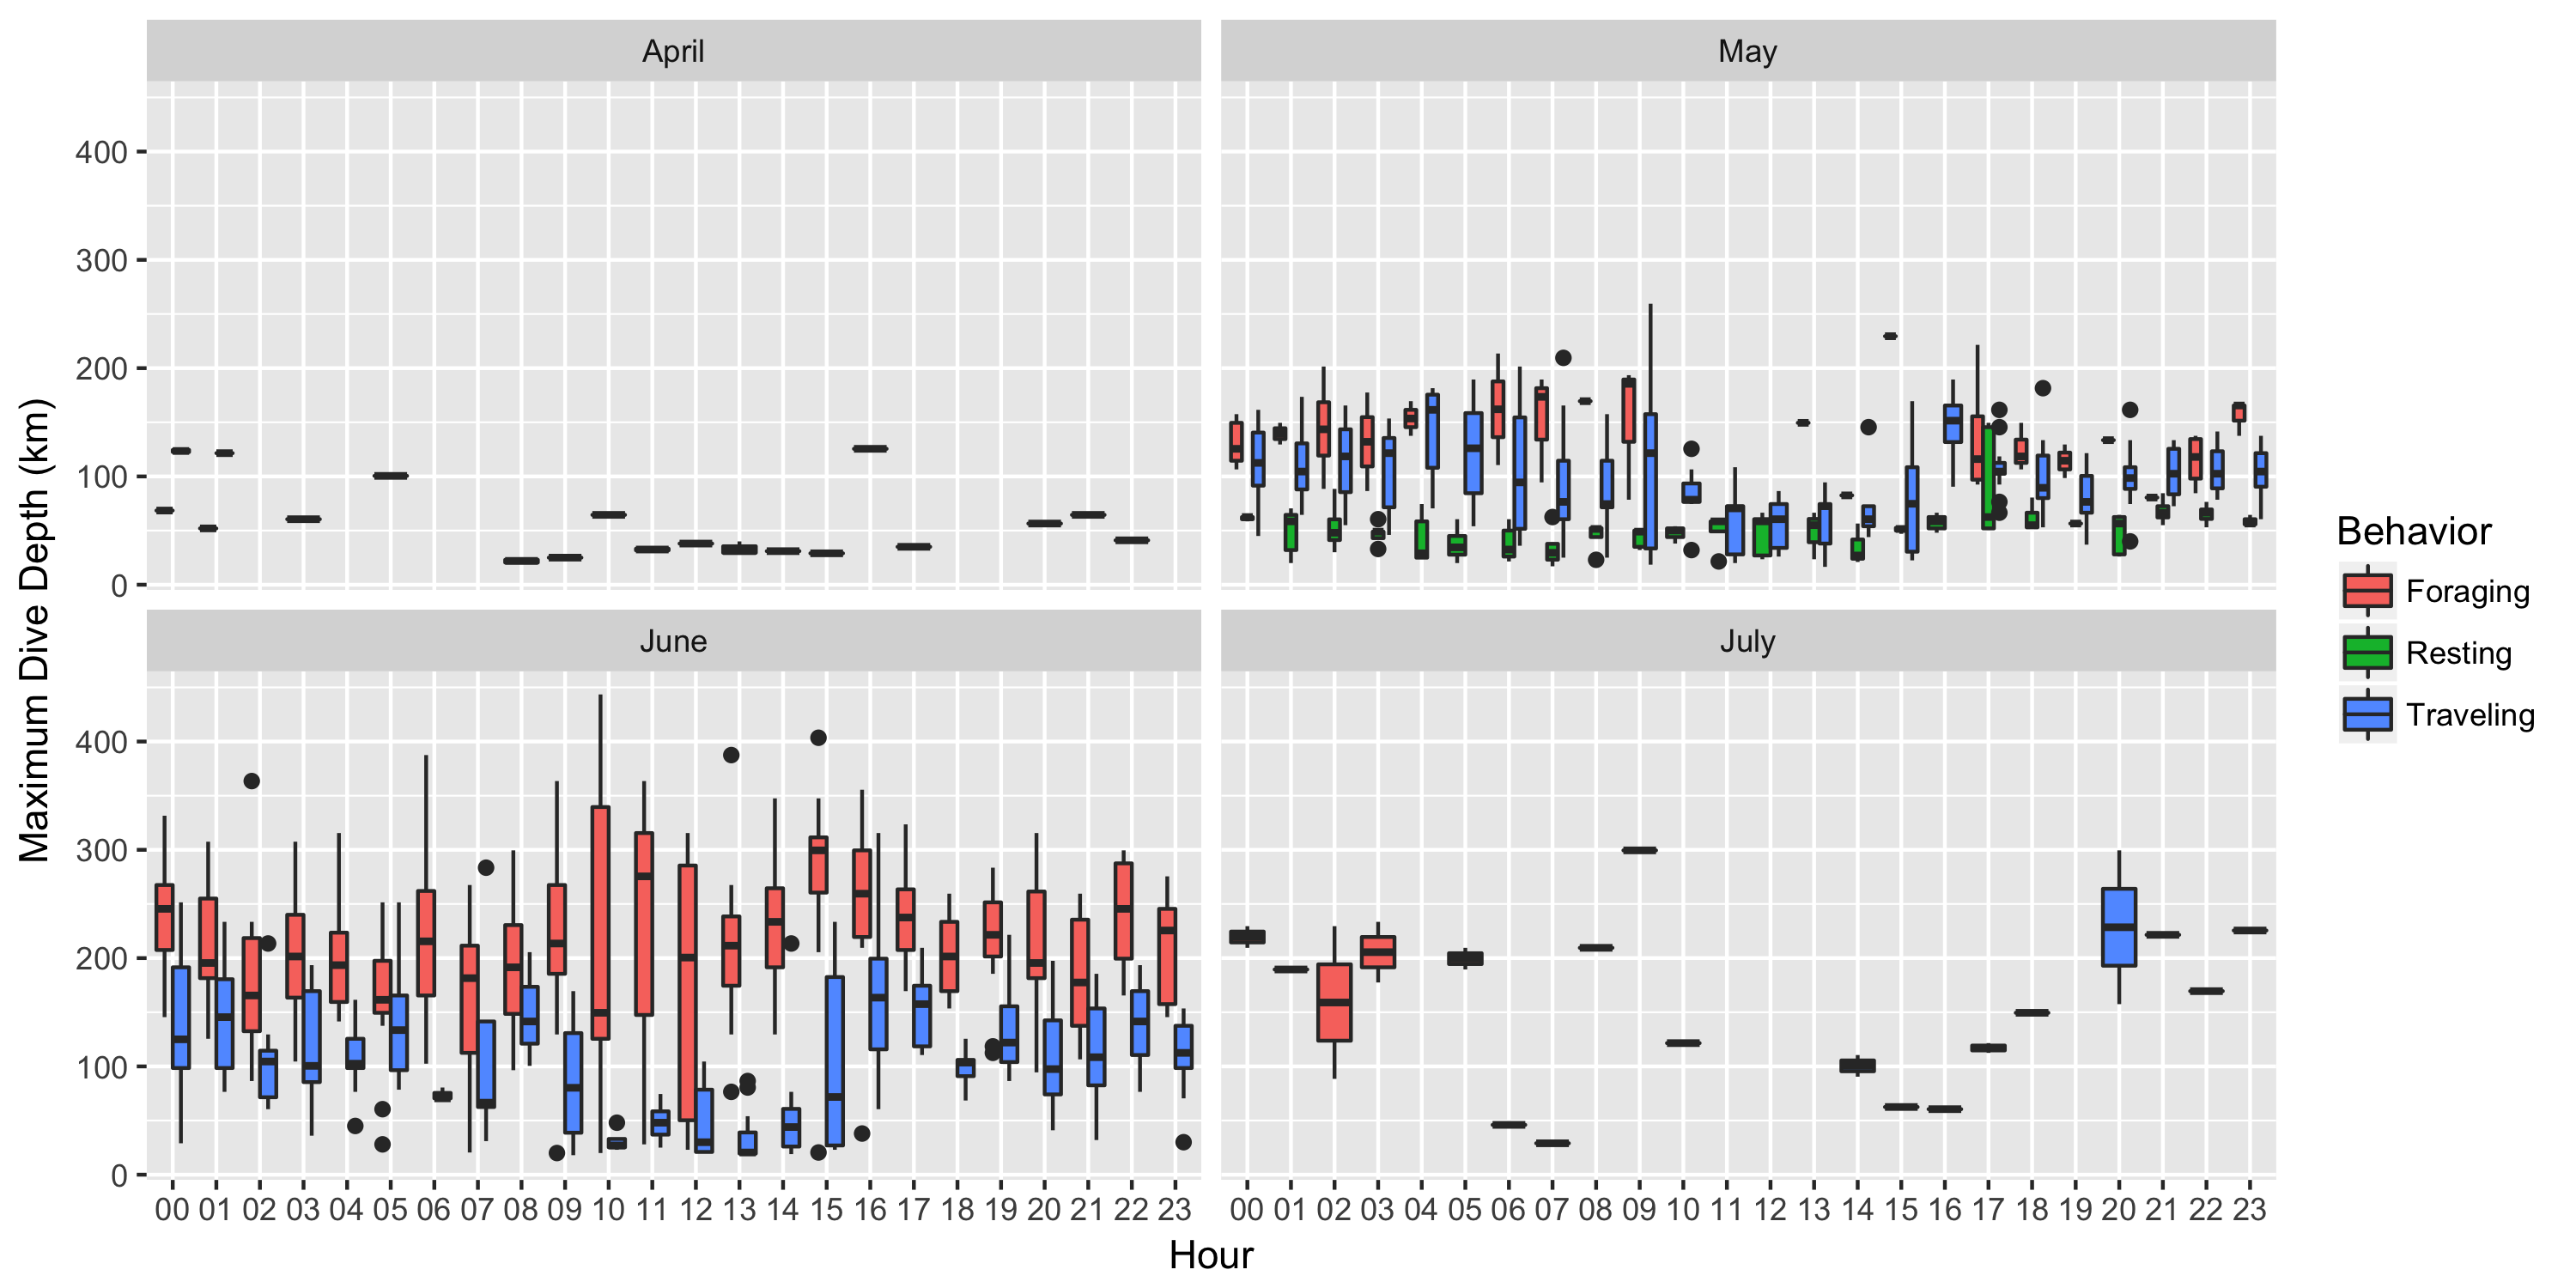 April
May
400
300
200
100
0
Maximum Dive Depth (km)
June
July
400
300
200
100
0
00 01 02 03 04 05 06 07 08 09 10 11 12 13 14 15 16 17 18 19 20 21 22 23
00 01 02 03 04 05 06 07 08 09 10 11 12 13 14 15 16 17 18 19 20 21 22 23
Hour
Behavior
Foraging
Resting
Traveling